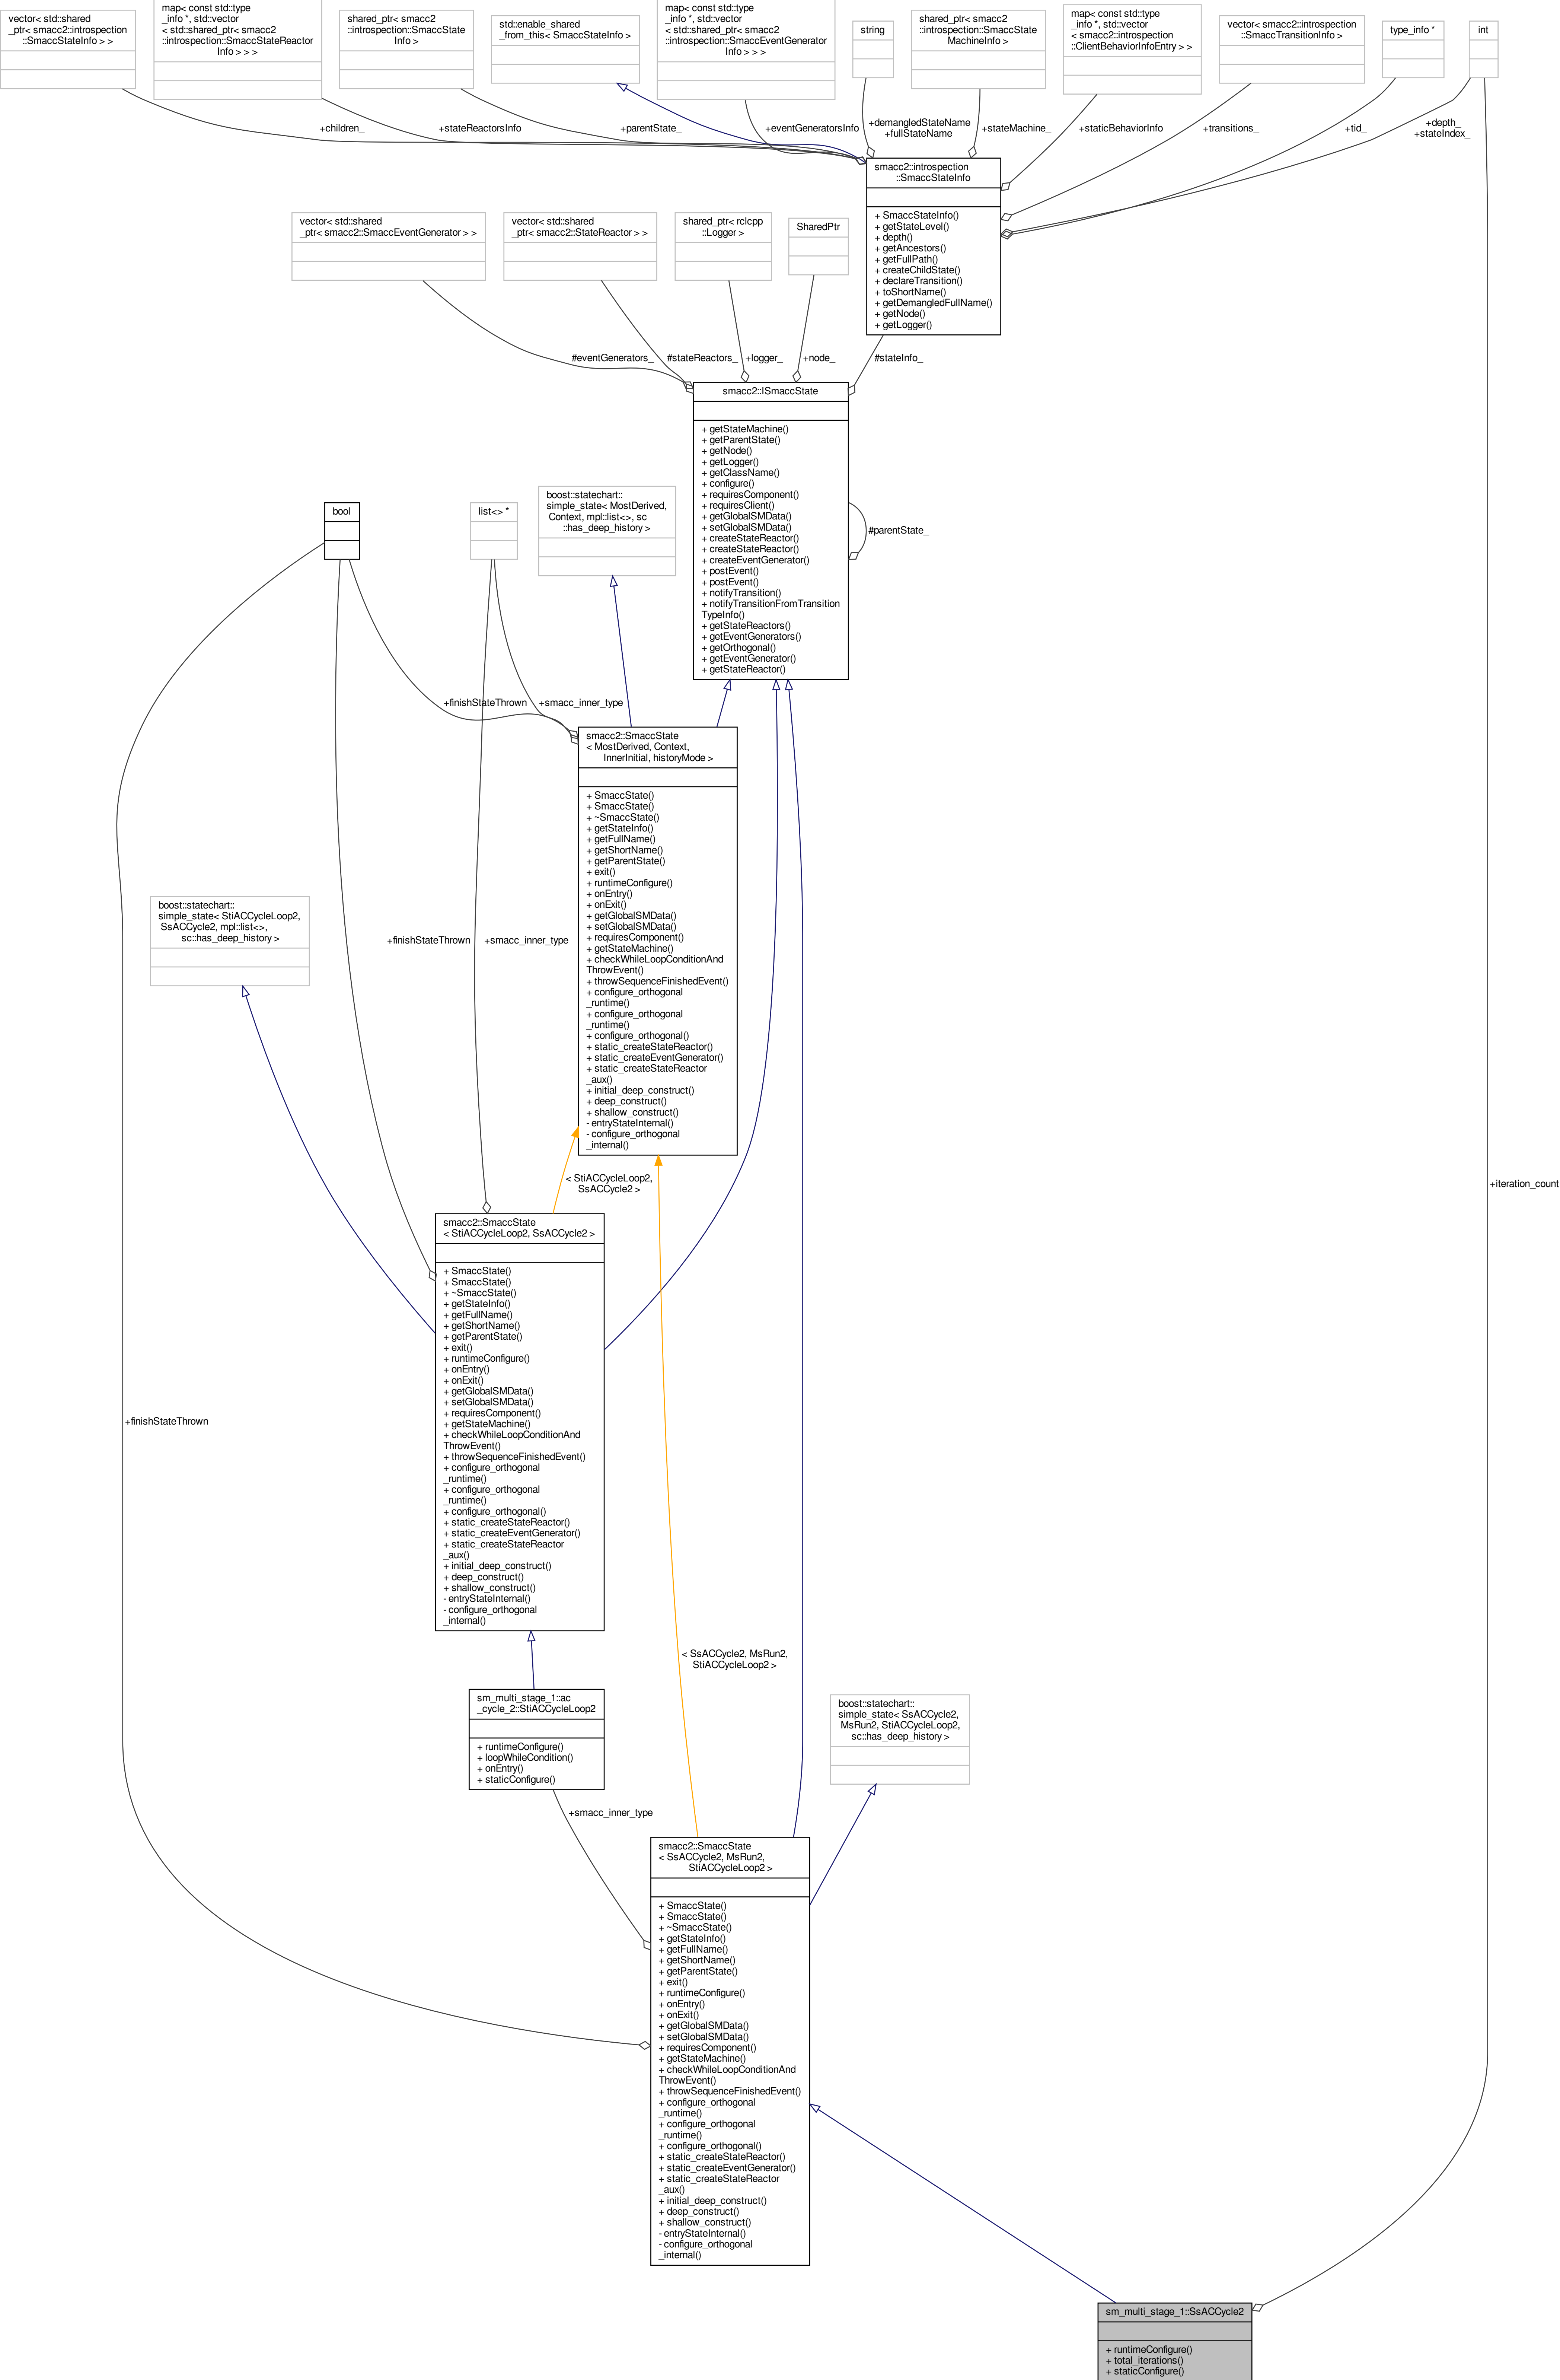 vector< std::shared
_ptr< smacc2::introspection
::SmaccStateInfo > >
map< const std::type
_info *, std::vector
< std::shared_ptr< smacc2
::introspection::SmaccStateReactor
Info > > >
shared_ptr< smacc2
::introspection::SmaccState
Info >
std::enable_shared
_from_this< SmaccStateInfo >
map< const std::type
_info *, std::vector
< std::shared_ptr< smacc2
::introspection::SmaccEventGenerator
Info > > >
string
shared_ptr< smacc2
::introspection::SmaccState
MachineInfo >
map< const std::type
_info *, std::vector
< smacc2::introspection
::ClientBehaviorInfoEntry > >
vector< smacc2::introspection
::SmaccTransitionInfo >
type_info *
int
+children_
+stateReactorsInfo
+parentState_
+eventGeneratorsInfo
+demangledStateName
+fullStateName
+stateMachine_
+staticBehaviorInfo
+transitions_
+tid_
+depth_
+stateIndex_
smacc2::introspection
::SmaccStateInfo
+ SmaccStateInfo()
+ getStateLevel()
+ depth()
+ getAncestors()
+ getFullPath()
+ createChildState()
+ declareTransition()
+ toShortName()
+ getDemangledFullName()
+ getNode()
+ getLogger()
vector< std::shared
_ptr< smacc2::SmaccEventGenerator > >
vector< std::shared
_ptr< smacc2::StateReactor > >
shared_ptr< rclcpp
::Logger >
SharedPtr
#eventGenerators_
#stateReactors_
+logger_
+node_
#stateInfo_
smacc2::ISmaccState
+ getStateMachine()
+ getParentState()
+ getNode()
+ getLogger()
+ getClassName()
+ configure()
+ requiresComponent()
+ requiresClient()
+ getGlobalSMData()
+ setGlobalSMData()
+ createStateReactor()
+ createStateReactor()
+ createEventGenerator()
+ postEvent()
+ postEvent()
+ notifyTransition()
+ notifyTransitionFromTransition
TypeInfo()
+ getStateReactors()
+ getEventGenerators()
+ getOrthogonal()
+ getEventGenerator()
+ getStateReactor()
#parentState_
bool
list<> *
boost::statechart::
simple_state< MostDerived,
Context, mpl::list<>, sc
::has_deep_history >
+finishStateThrown
+smacc_inner_type
smacc2::SmaccState
< MostDerived, Context,
InnerInitial, historyMode >
+ SmaccState()
+ SmaccState()
+ ~SmaccState()
+ getStateInfo()
+ getFullName()
+ getShortName()
+ getParentState()
+ exit()
+ runtimeConfigure()
+ onEntry()
+ onExit()
+ getGlobalSMData()
+ setGlobalSMData()
+ requiresComponent()
+ getStateMachine()
+ checkWhileLoopConditionAnd
ThrowEvent()
+ throwSequenceFinishedEvent()
+ configure_orthogonal
_runtime()
+ configure_orthogonal
_runtime()
+ configure_orthogonal()
+ static_createStateReactor()
+ static_createEventGenerator()
+ static_createStateReactor
_aux()
+ initial_deep_construct()
+ deep_construct()
+ shallow_construct()
- entryStateInternal()
- configure_orthogonal
_internal()
boost::statechart::
simple_state< StiACCycleLoop2,
SsACCycle2, mpl::list<>,
sc::has_deep_history >
+finishStateThrown
+smacc_inner_type
< StiACCycleLoop2,
SsACCycle2 >
+iteration_count
smacc2::SmaccState
< StiACCycleLoop2, SsACCycle2 >
+ SmaccState()
+ SmaccState()
+ ~SmaccState()
+ getStateInfo()
+ getFullName()
+ getShortName()
+ getParentState()
+ exit()
+ runtimeConfigure()
+ onEntry()
+ onExit()
+ getGlobalSMData()
+ setGlobalSMData()
+ requiresComponent()
+ getStateMachine()
+ checkWhileLoopConditionAnd
ThrowEvent()
+ throwSequenceFinishedEvent()
+ configure_orthogonal
_runtime()
+ configure_orthogonal
_runtime()
+ configure_orthogonal()
+ static_createStateReactor()
+ static_createEventGenerator()
+ static_createStateReactor
_aux()
+ initial_deep_construct()
+ deep_construct()
+ shallow_construct()
- entryStateInternal()
- configure_orthogonal
_internal()
+finishStateThrown
< SsACCycle2, MsRun2,
StiACCycleLoop2 >
sm_multi_stage_1::ac
_cycle_2::StiACCycleLoop2
+ runtimeConfigure()
+ loopWhileCondition()
+ onEntry()
+ staticConfigure()
boost::statechart::
simple_state< SsACCycle2,
MsRun2, StiACCycleLoop2,
sc::has_deep_history >
+smacc_inner_type
smacc2::SmaccState
< SsACCycle2, MsRun2,
StiACCycleLoop2 >
+ SmaccState()
+ SmaccState()
+ ~SmaccState()
+ getStateInfo()
+ getFullName()
+ getShortName()
+ getParentState()
+ exit()
+ runtimeConfigure()
+ onEntry()
+ onExit()
+ getGlobalSMData()
+ setGlobalSMData()
+ requiresComponent()
+ getStateMachine()
+ checkWhileLoopConditionAnd
ThrowEvent()
+ throwSequenceFinishedEvent()
+ configure_orthogonal
_runtime()
+ configure_orthogonal
_runtime()
+ configure_orthogonal()
+ static_createStateReactor()
+ static_createEventGenerator()
+ static_createStateReactor
_aux()
+ initial_deep_construct()
+ deep_construct()
+ shallow_construct()
- entryStateInternal()
- configure_orthogonal
_internal()
sm_multi_stage_1::SsACCycle2
+ runtimeConfigure()
+ total_iterations()
+ staticConfigure()